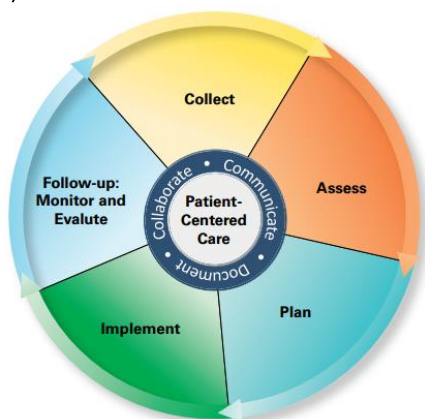 Collect
Assess
Plan
Implement
Follow-up:
Monitor and
Evalute
Collaborate • Communicate • Document •
Patient-
Centered
Care